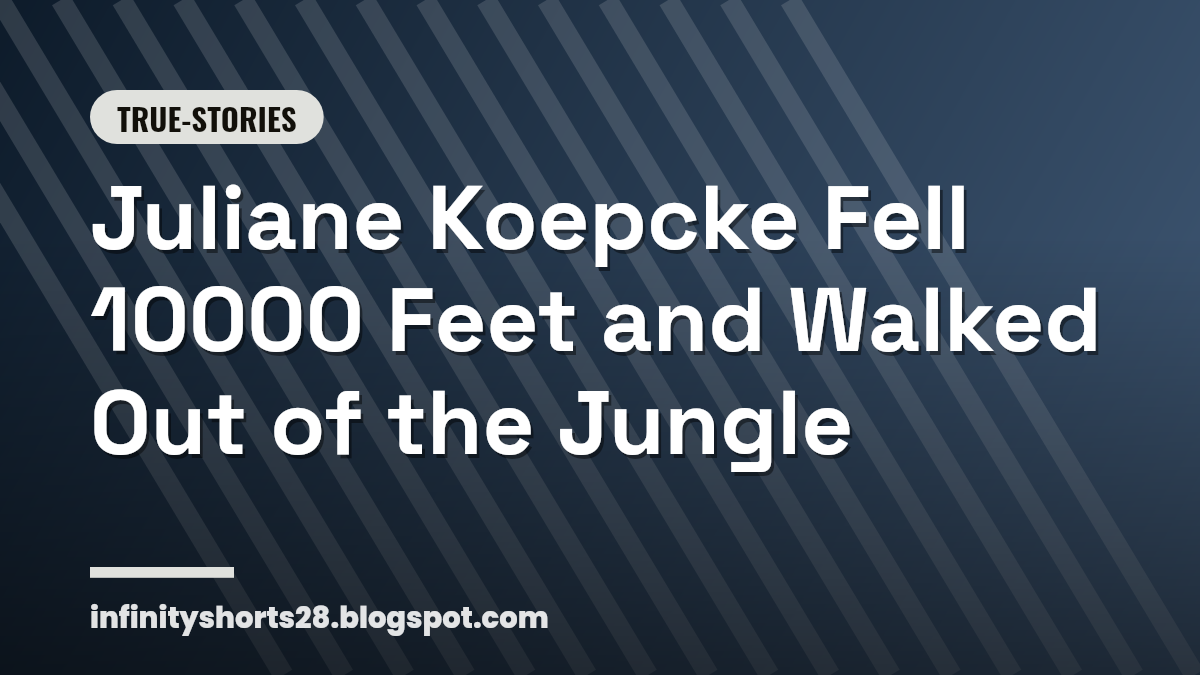 TRUE-STORIES
Juliane Koepcke Fell
10000 Feet and Walked
Out of the Jungle
infinityshorts28.blogspot.com